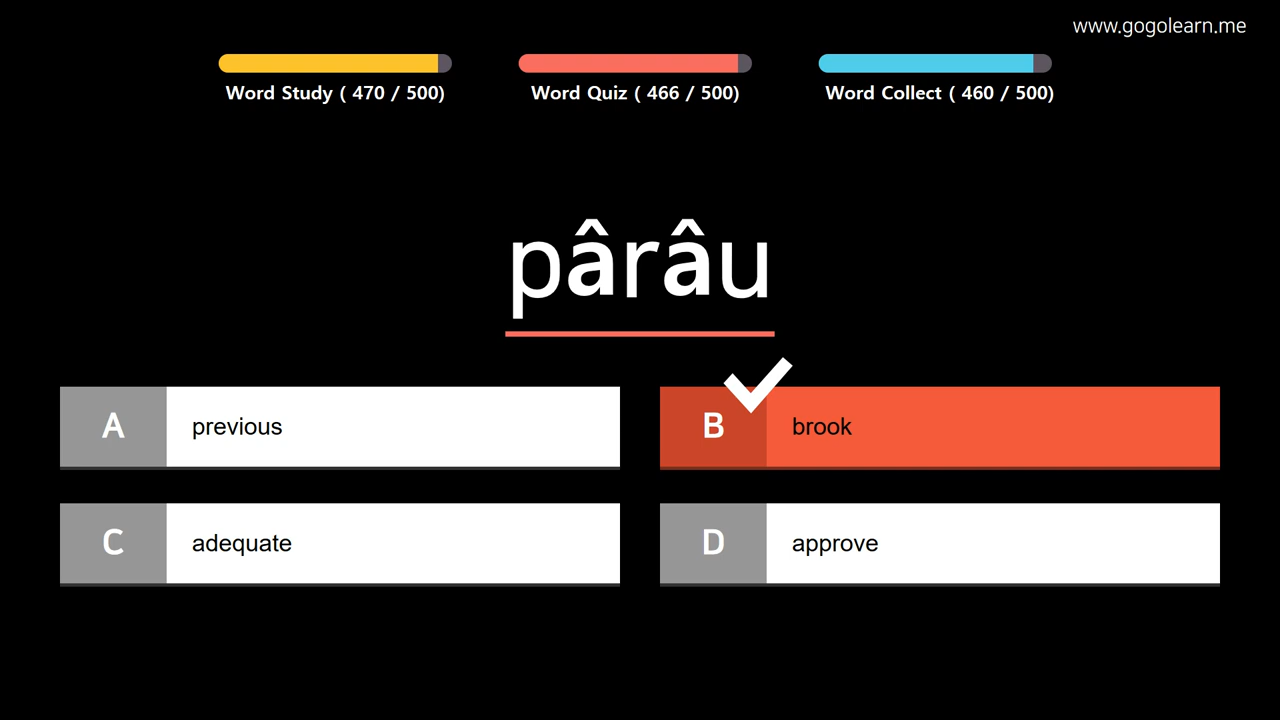 www.gogolearn.me
Word Study ( 470 / 500)
Word Quiz ( 466 / 500)
Word Collect ( 460 / 500)
pârâu
A previous
B brook
C adequate
D approve